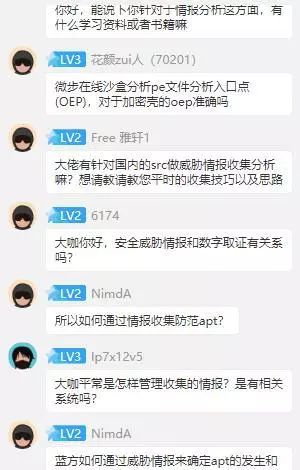 你好，能说下你针对于情报分析这方面，有
什么学习资料或者书籍嘛
LV3 花颜zui人（70201）
微步在线沙盒分析pe文件分析入口点
(OEP)，对于加密壳的oep准确吗
LV2 Free 雅轩1
大佬有针对国内的src做威胁情报收集分析
嘛？想请教请教您平时的收集技巧以及思路
LV2 6174
大咖你好，安全威胁情报和数字取证有关系
吗?
LV2 NimdA
所以如何通过情报收集防范apt?
LV3 lp7x12v5
大咖平常是怎样管理收集的情报？是有相关
系统吗？
LV2 NimdA
蓝方如何通过威胁情报来确定apt的发生和